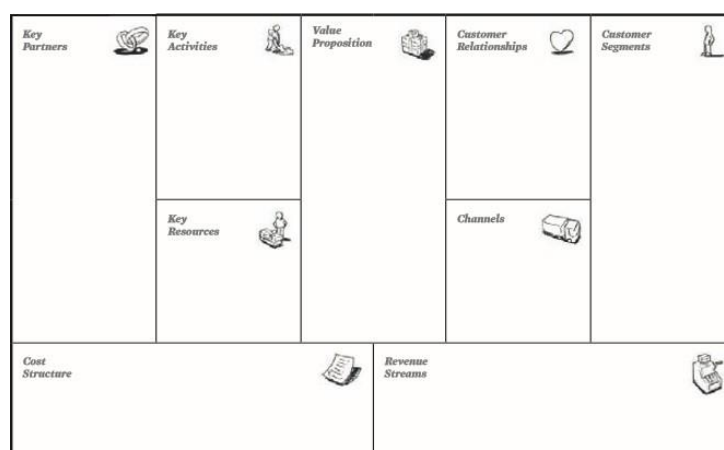 Key
Partners
Key
Activities
Value
Proposition
Customer
Relationships
Customer
Segments
Key
Resources
Channels
Cost
Structure
Revenue
Streams